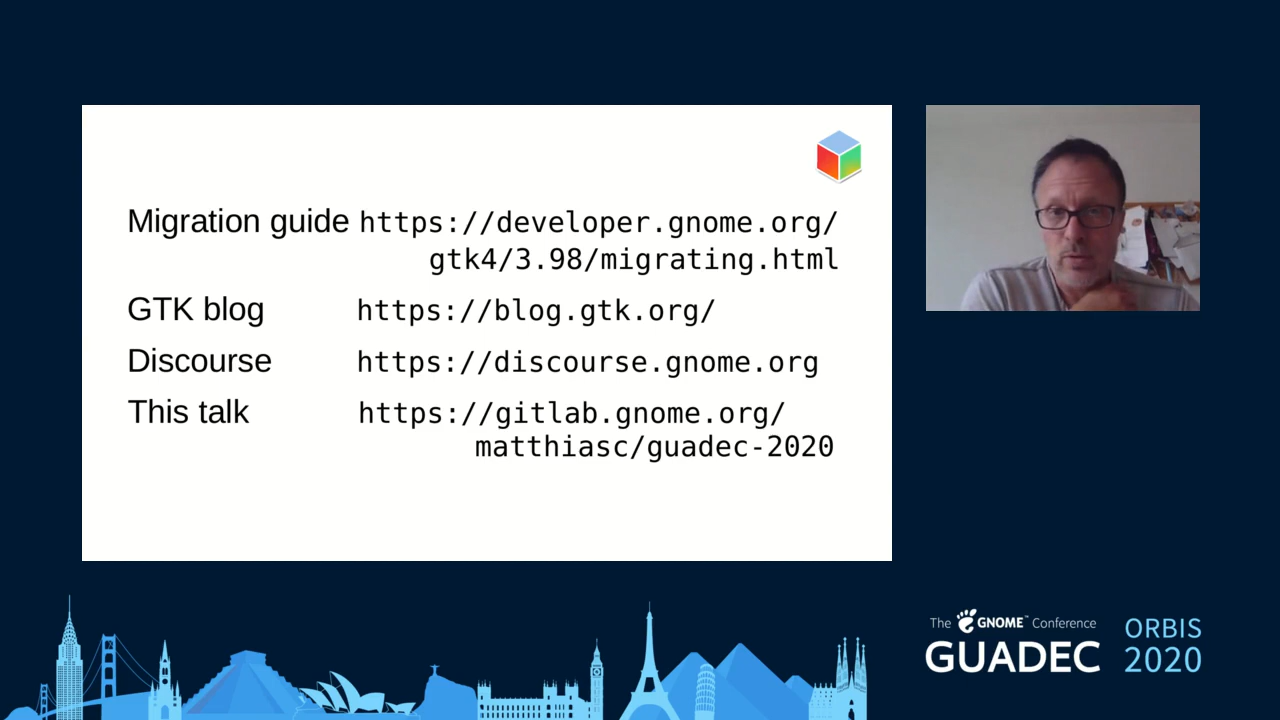 Migration guide https://developer.gnome.org/
gtk4/3.98/migrating.html
GTK blog https://blog.gtk.org/
Discourse https://discourse.gnome.org
This talk https://gitlab.gnome.org/
matthiasc/guadec-2020
The GNOME™ Conference
GUADEC
ORBIS
2020